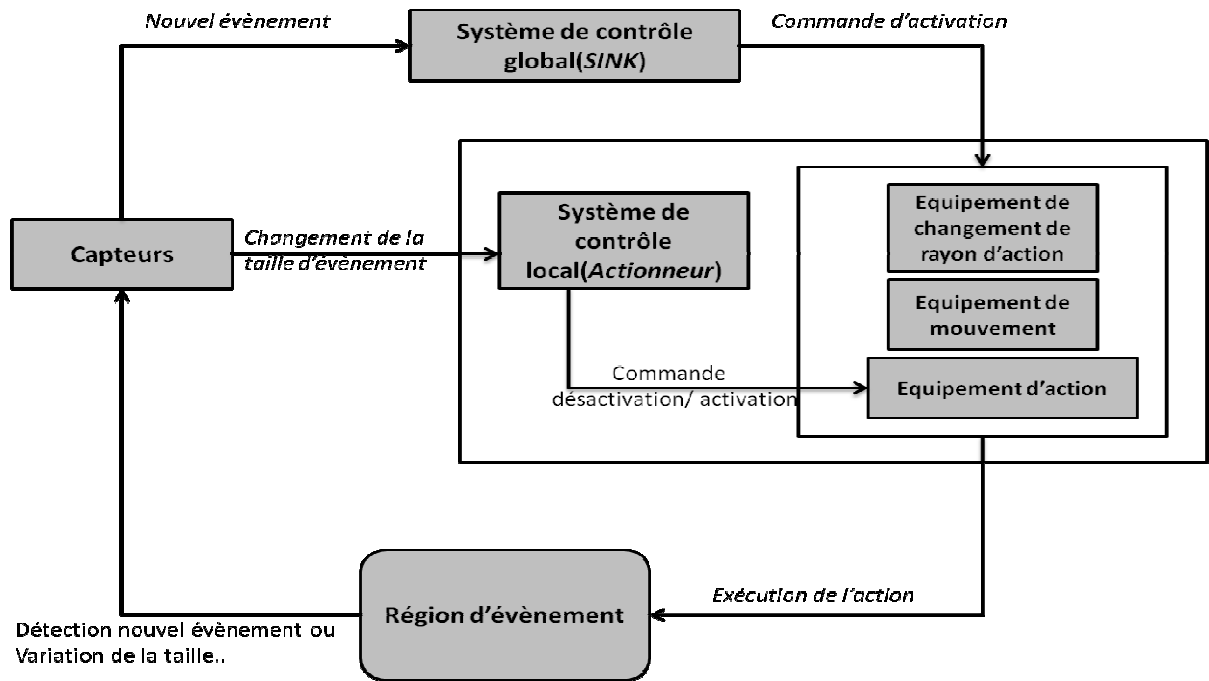 Nouvel évènement
Système de contrôle
global(SINK)
Commande d'activation
Capteurs
Changement de la
taille d'évènement
Système de
contrôle
local(Actionneur)
Equipement de
changement de
rayon d'action
Equipement de
mouvement
Commande
désactivation/ activation
Equipement d'action
Région d'évènement
Exécution de l'action
Détection nouvel évènement ou
Variation de la taille..